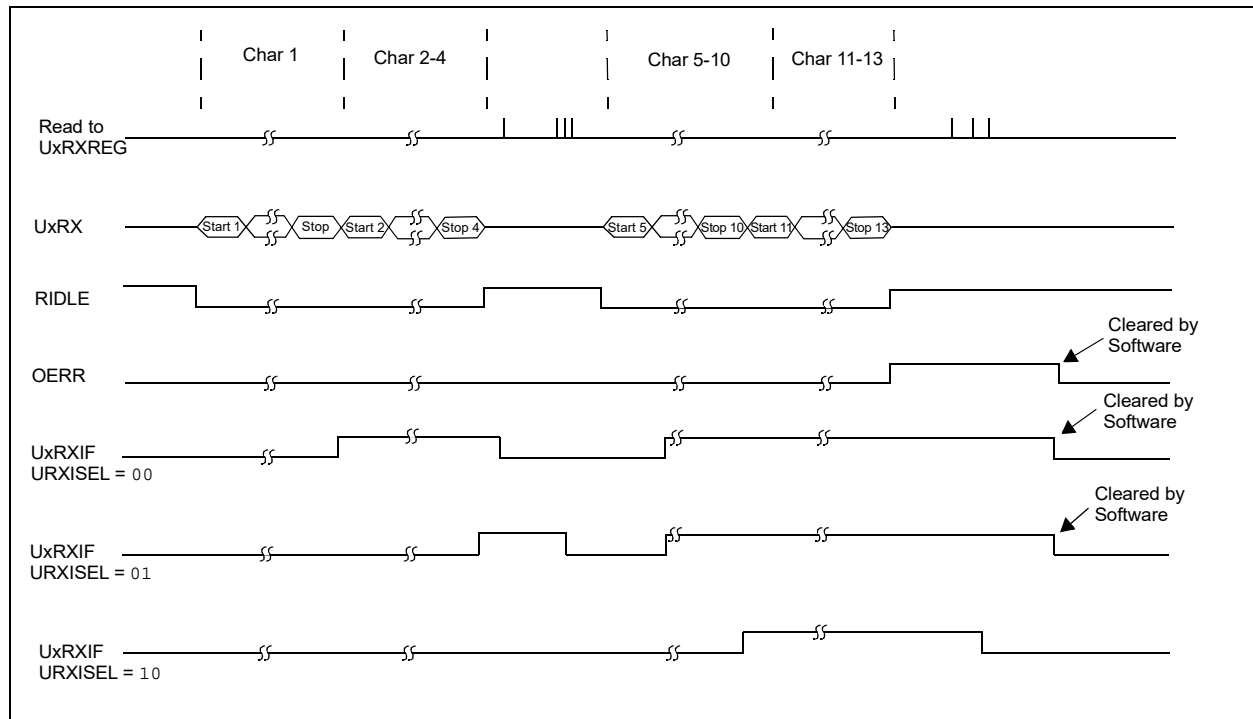 Char 1
Char 2-4
Char 5-10
Char 11-13
Read to
UxRXREG
UxRX
Start 1
Stop
Start 2
Stop 4
Start 5
Stop 10
Start 11
Stop 13
RIDLE
Cleared by
Software
OERR
Cleared by
Software
UxRXIF
URXISEL = 00
Cleared by
Software
UxRXIF
URXISEL = 01
UxRXIF
URXISEL = 10